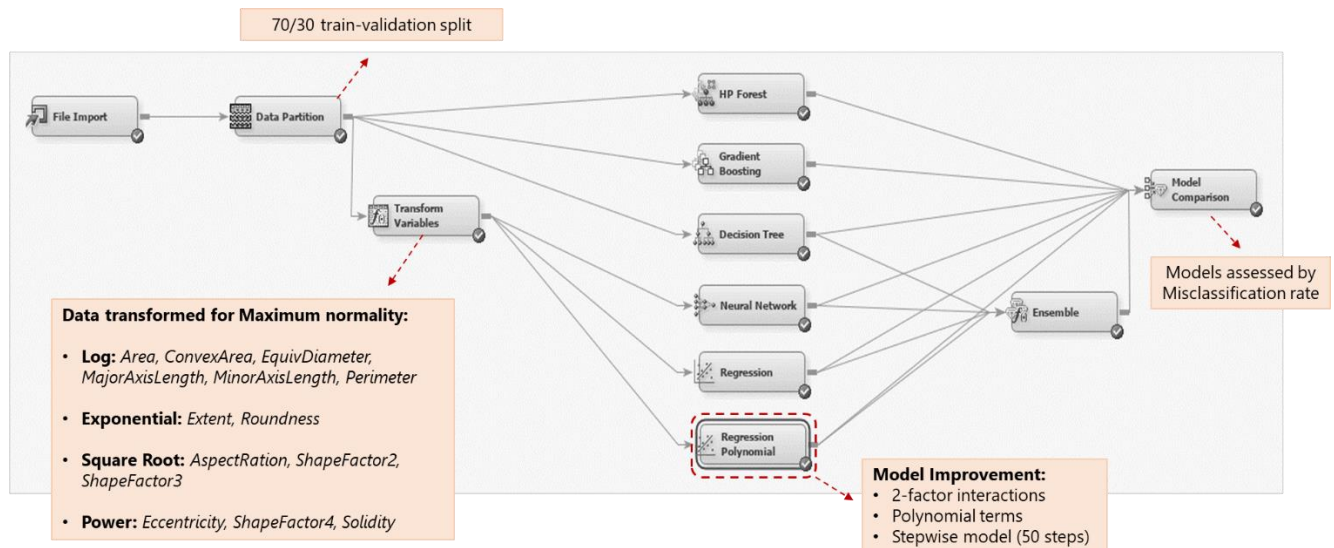 70/30 train-validation split
File Import
Data Partition
Transform
Variables
HP Forest
Gradient
Boosting
Decision Tree
Neural Network
Regression
Regression
Polynomial
Ensemble
Model
Comparison
Models assessed by
Misclassification rate
Data transformed for Maximum normality:
• Log: Area, ConvexArea, EquivDiameter,
MajorAxisLength, MinorAxisLength, Perimeter
• Exponential: Extent, Roundness
• Square Root: AspectRation, ShapeFactor2,
ShapeFactor3
• Power: Eccentricity, ShapeFactor4, Solidity
Model Improvement:
• 2-factor interactions
• Polynomial terms
• Stepwise model (50 steps)